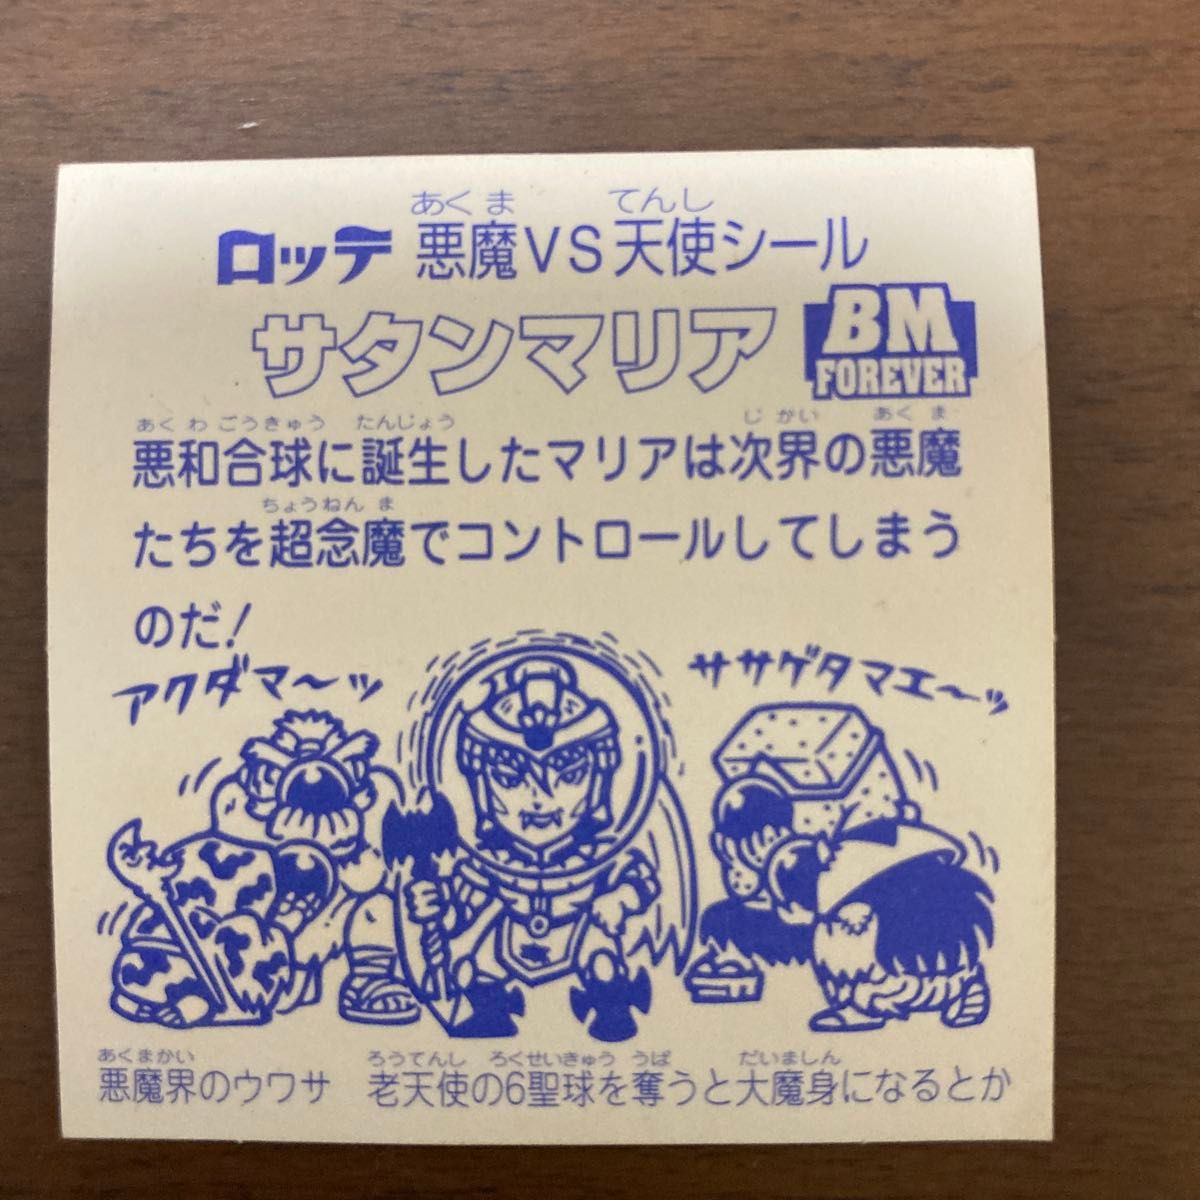 あくま てんし
ロッテ 悪魔VS天使シール
サタンマリア
BM
FOREVER
あくわごうきゅう たんじょう じかい あくま
悪和合球に誕生したマリアは次界の悪魔
ちょうねんま
たちを超念魔でコントロールしてしまう
のだ!
アクダマ〜ッ
ササゲタマエ〜ッ
あくまかい ろうてんし ろくせいきゅう うば だいましん
悪魔界のウワサ 老天使の6聖球を奪うと大魔身になるとか